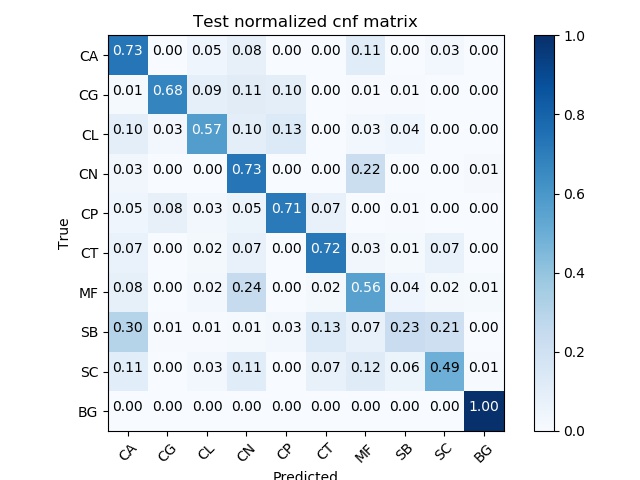 Test normalized cnf matrix
CA 0.73 0.00 0.05 0.08 0.00 0.00 0.11 0.00 0.03 0.00
CG 0.01 0.68 0.09 0.11 0.10 0.00 0.01 0.01 0.00 0.00
CL 0.10 0.03 0.57 0.10 0.13 0.00 0.03 0.04 0.00 0.00
CN 0.03 0.00 0.00 0.73 0.00 0.00 0.22 0.00 0.00 0.01
CP 0.05 0.08 0.03 0.05 0.71 0.07 0.00 0.01 0.00 0.00
CT 0.07 0.00 0.02 0.07 0.00 0.72 0.03 0.01 0.07 0.00
MF 0.08 0.00 0.02 0.24 0.00 0.02 0.56 0.04 0.02 0.01
SB 0.30 0.01 0.01 0.01 0.03 0.13 0.07 0.23 0.21 0.00
SC 0.11 0.00 0.03 0.11 0.00 0.07 0.12 0.06 0.49 0.01
BG 0.00 0.00 0.00 0.00 0.00 0.00 0.00 0.00 0.00 1.00
CA CG CL CN CP CT MF SB SC BG
Predicted
True
1.0
0.8
0.6
0.4
0.2
0.0